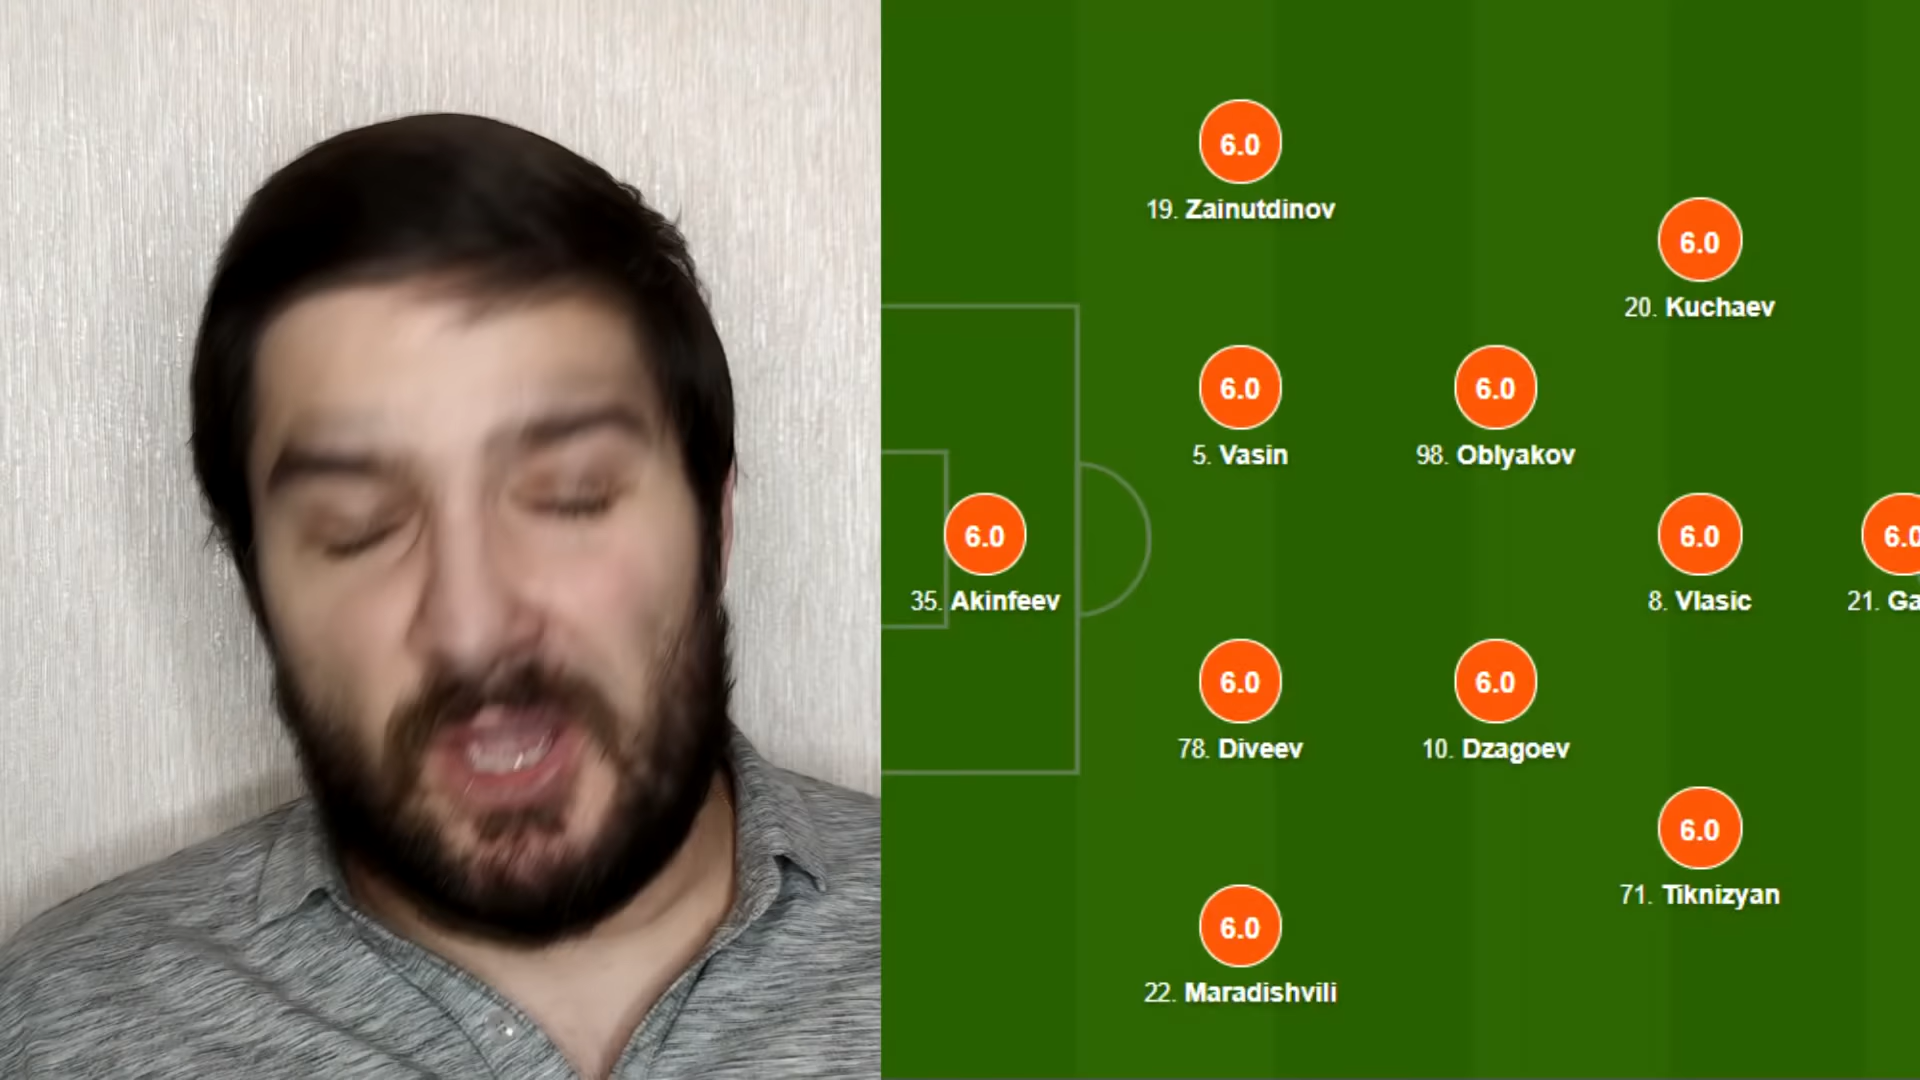 6.0
19. Zainutdinov
6.0
20. Kuchaev
6.0
5. Vasin
6.0
98. Oblyakov
6.0
35. Akinfeev
6.0
8. Vlasic
6.0
21. Ga
6.0
78. Diveev
6.0
10. Dzagoev
6.0
71. Tiknizyan
6.0
22. Maradishvili